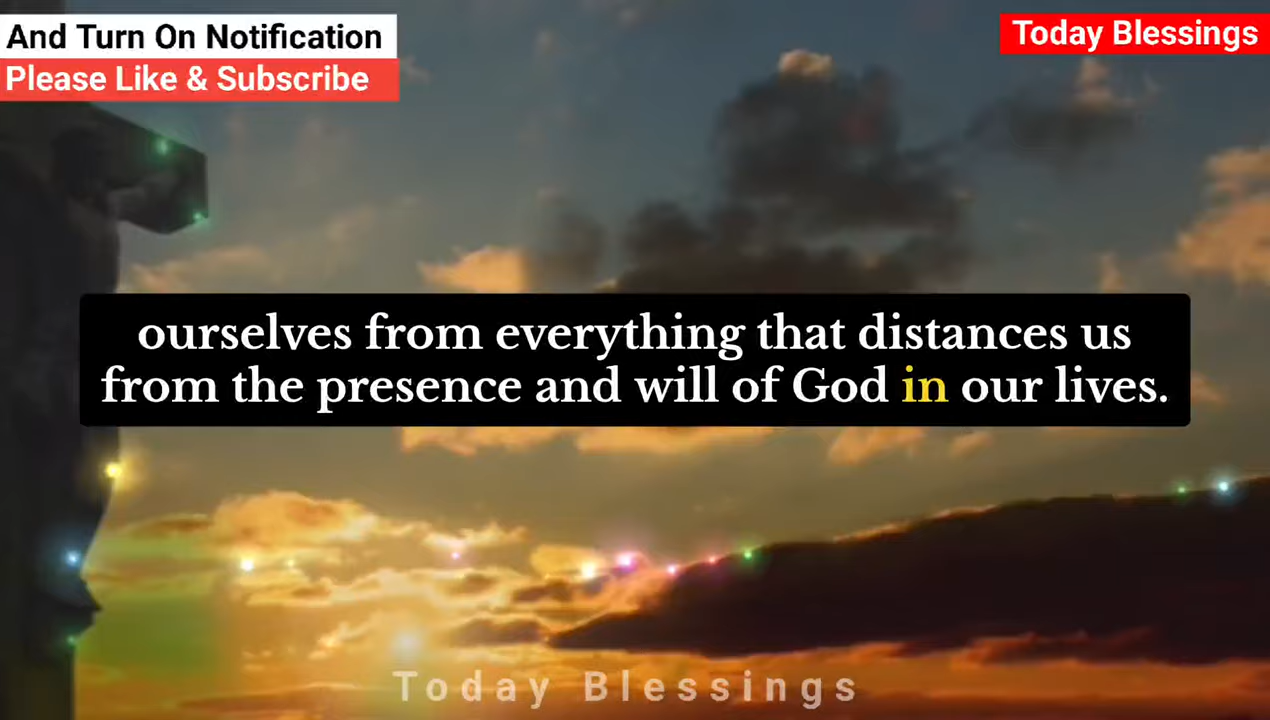 And Turn On Notification
Please Like & Subscribe
Today Blessings
ourselves from everything that distances us
from the presence and will of God in our lives.
Today Blessings